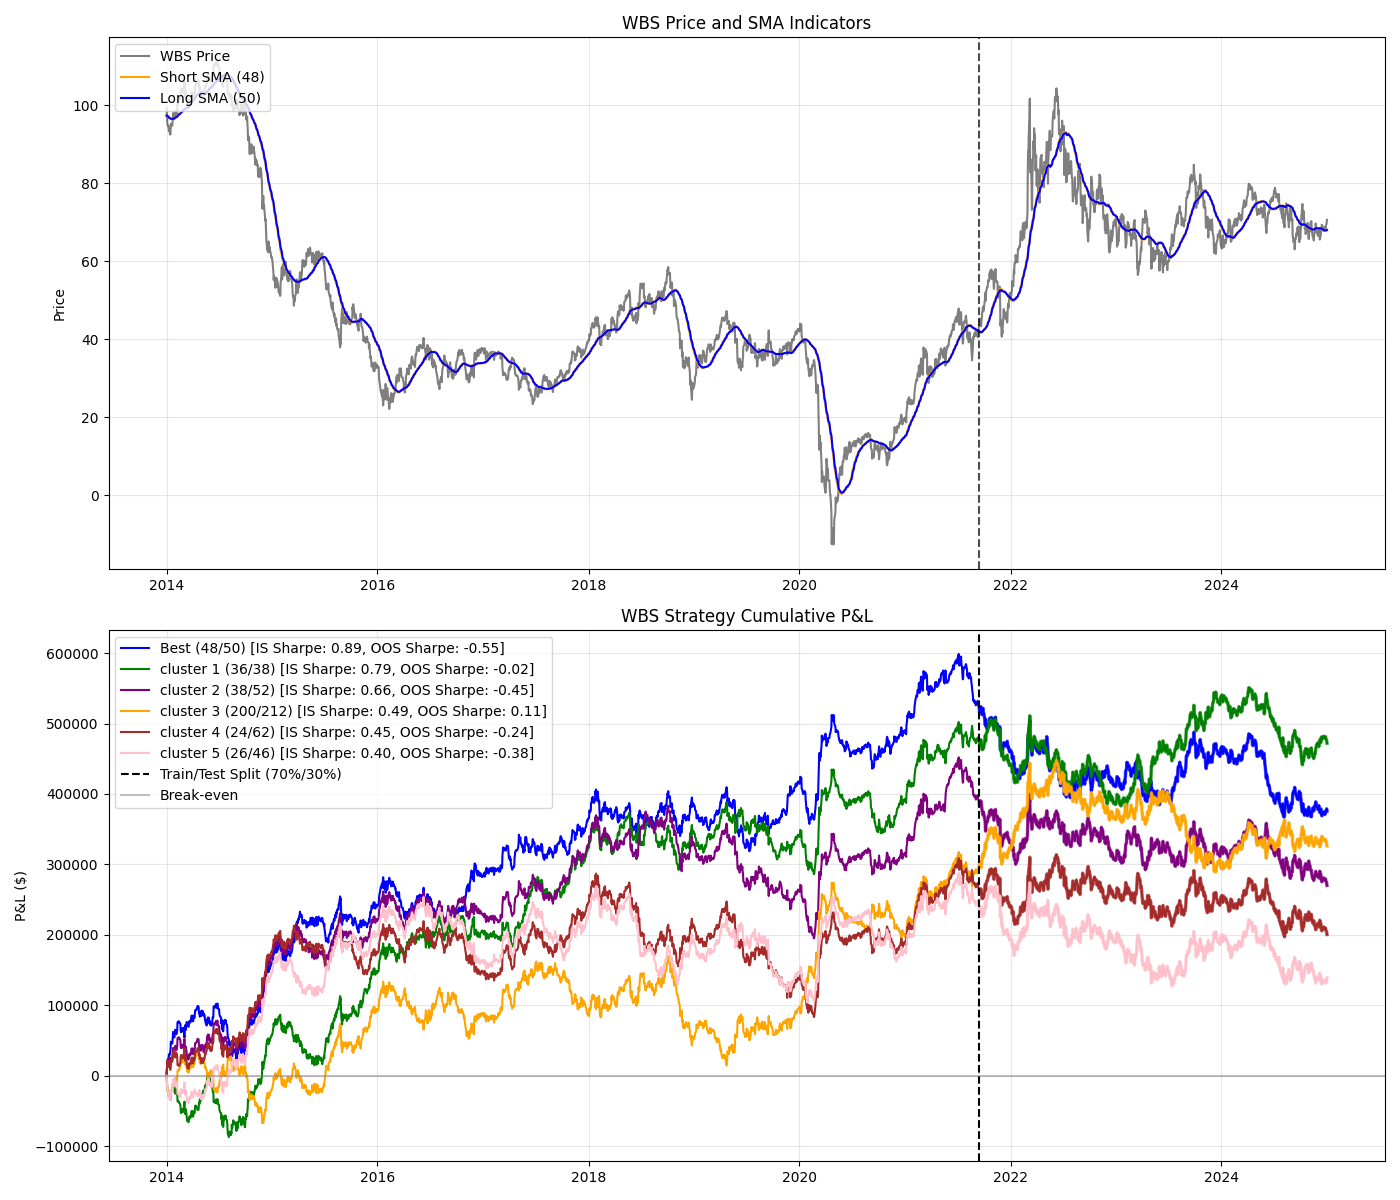 WBS Price and SMA Indicators
WBS Price
Short SMA (48)
Long SMA (50)
Price
100
80
60
40
20
0
2014 2016 2018 2020 2022 2024
WBS Strategy Cumulative P&L
Best (48/50) [IS Sharpe: 0.89, OOS Sharpe: -0.55]
cluster 1 (36/38) [IS Sharpe: 0.79, OOS Sharpe: -0.02]
cluster 2 (38/52) [IS Sharpe: 0.66, OOS Sharpe: -0.45]
cluster 3 (200/212) [IS Sharpe: 0.49, OOS Sharpe: 0.11]
cluster 4 (24/62) [IS Sharpe: 0.45, OOS Sharpe: -0.24]
cluster 5 (26/46) [IS Sharpe: 0.40, OOS Sharpe: -0.38]
Train/Test Split (70%/30%)
Break-even
P&L ($)
600000
500000
400000
300000
200000
100000
0
−100000
2014 2016 2018 2020 2022 2024